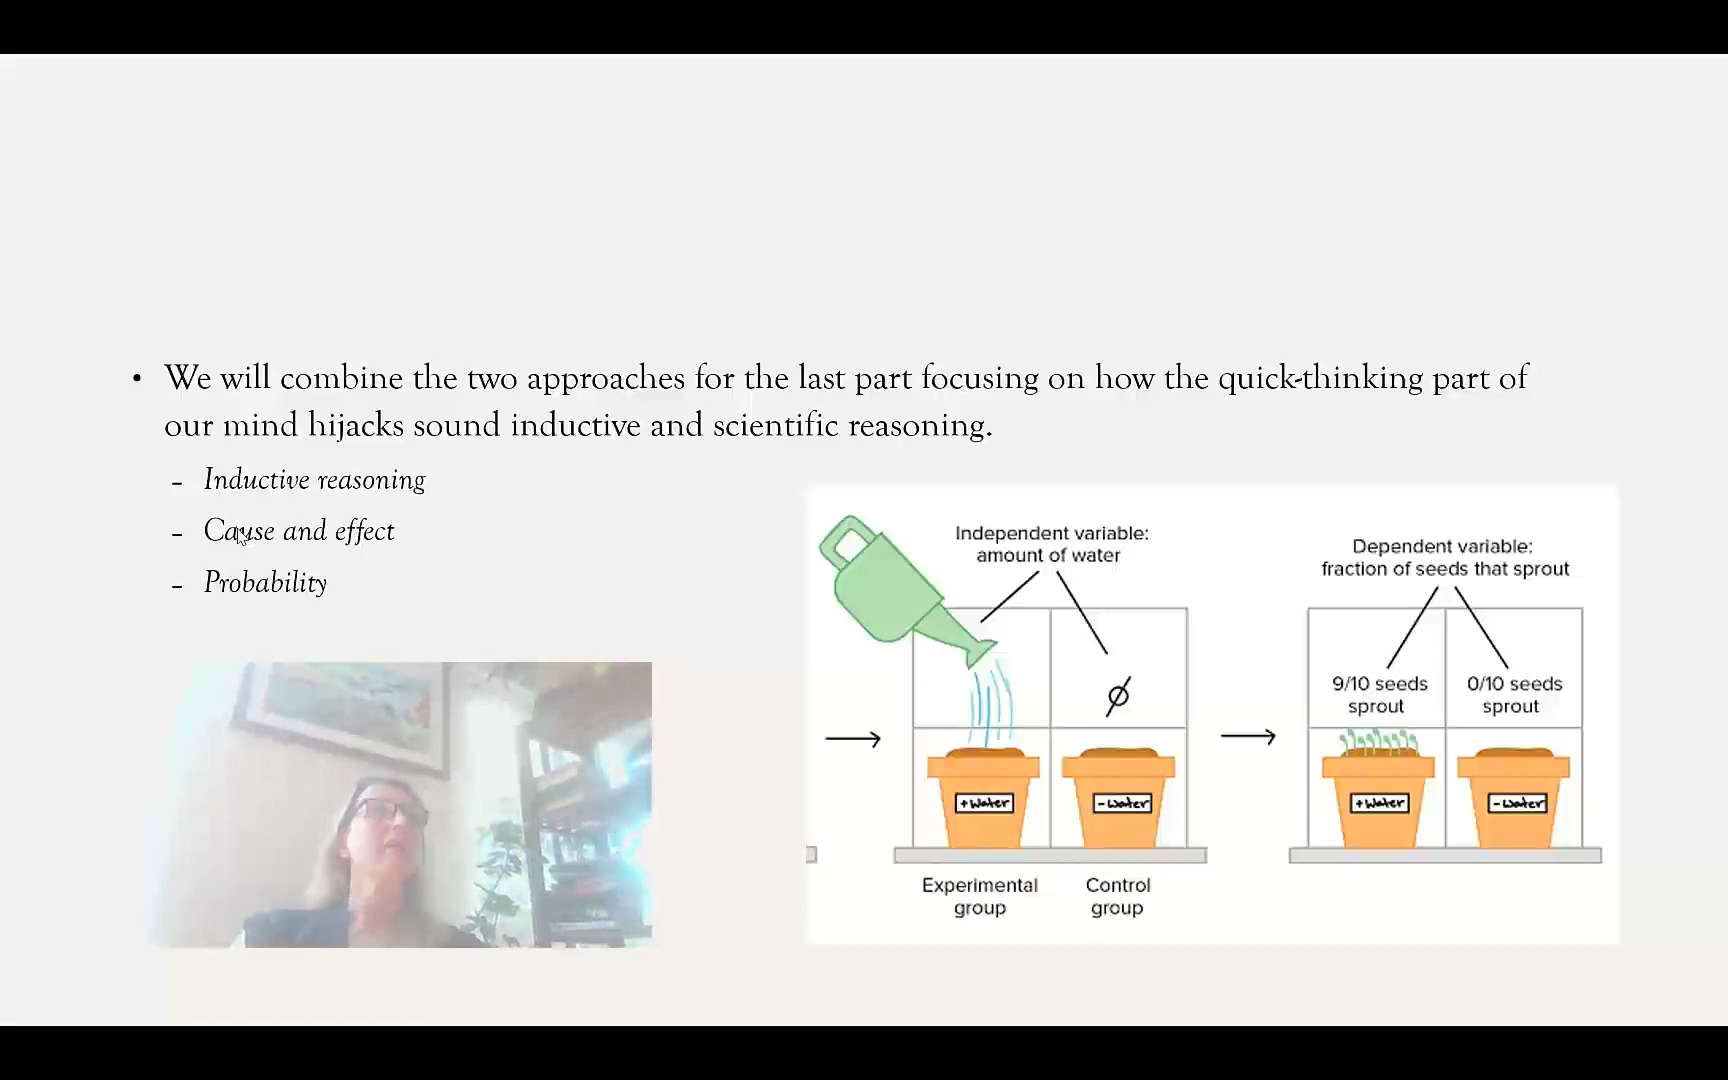 • We will combine the two approaches for the last part focusing on how the quick-thinking part of
our mind hijacks sound inductive and scientific reasoning.
– Inductive reasoning
– Cause and effect
– Probability
Independent variable:
amount of water
Dependent variable:
fraction of seeds that sprout
9/10 seeds
sprout
0/10 seeds
sprout
+water
-water
+water
-water
Experimental
group
Control
group